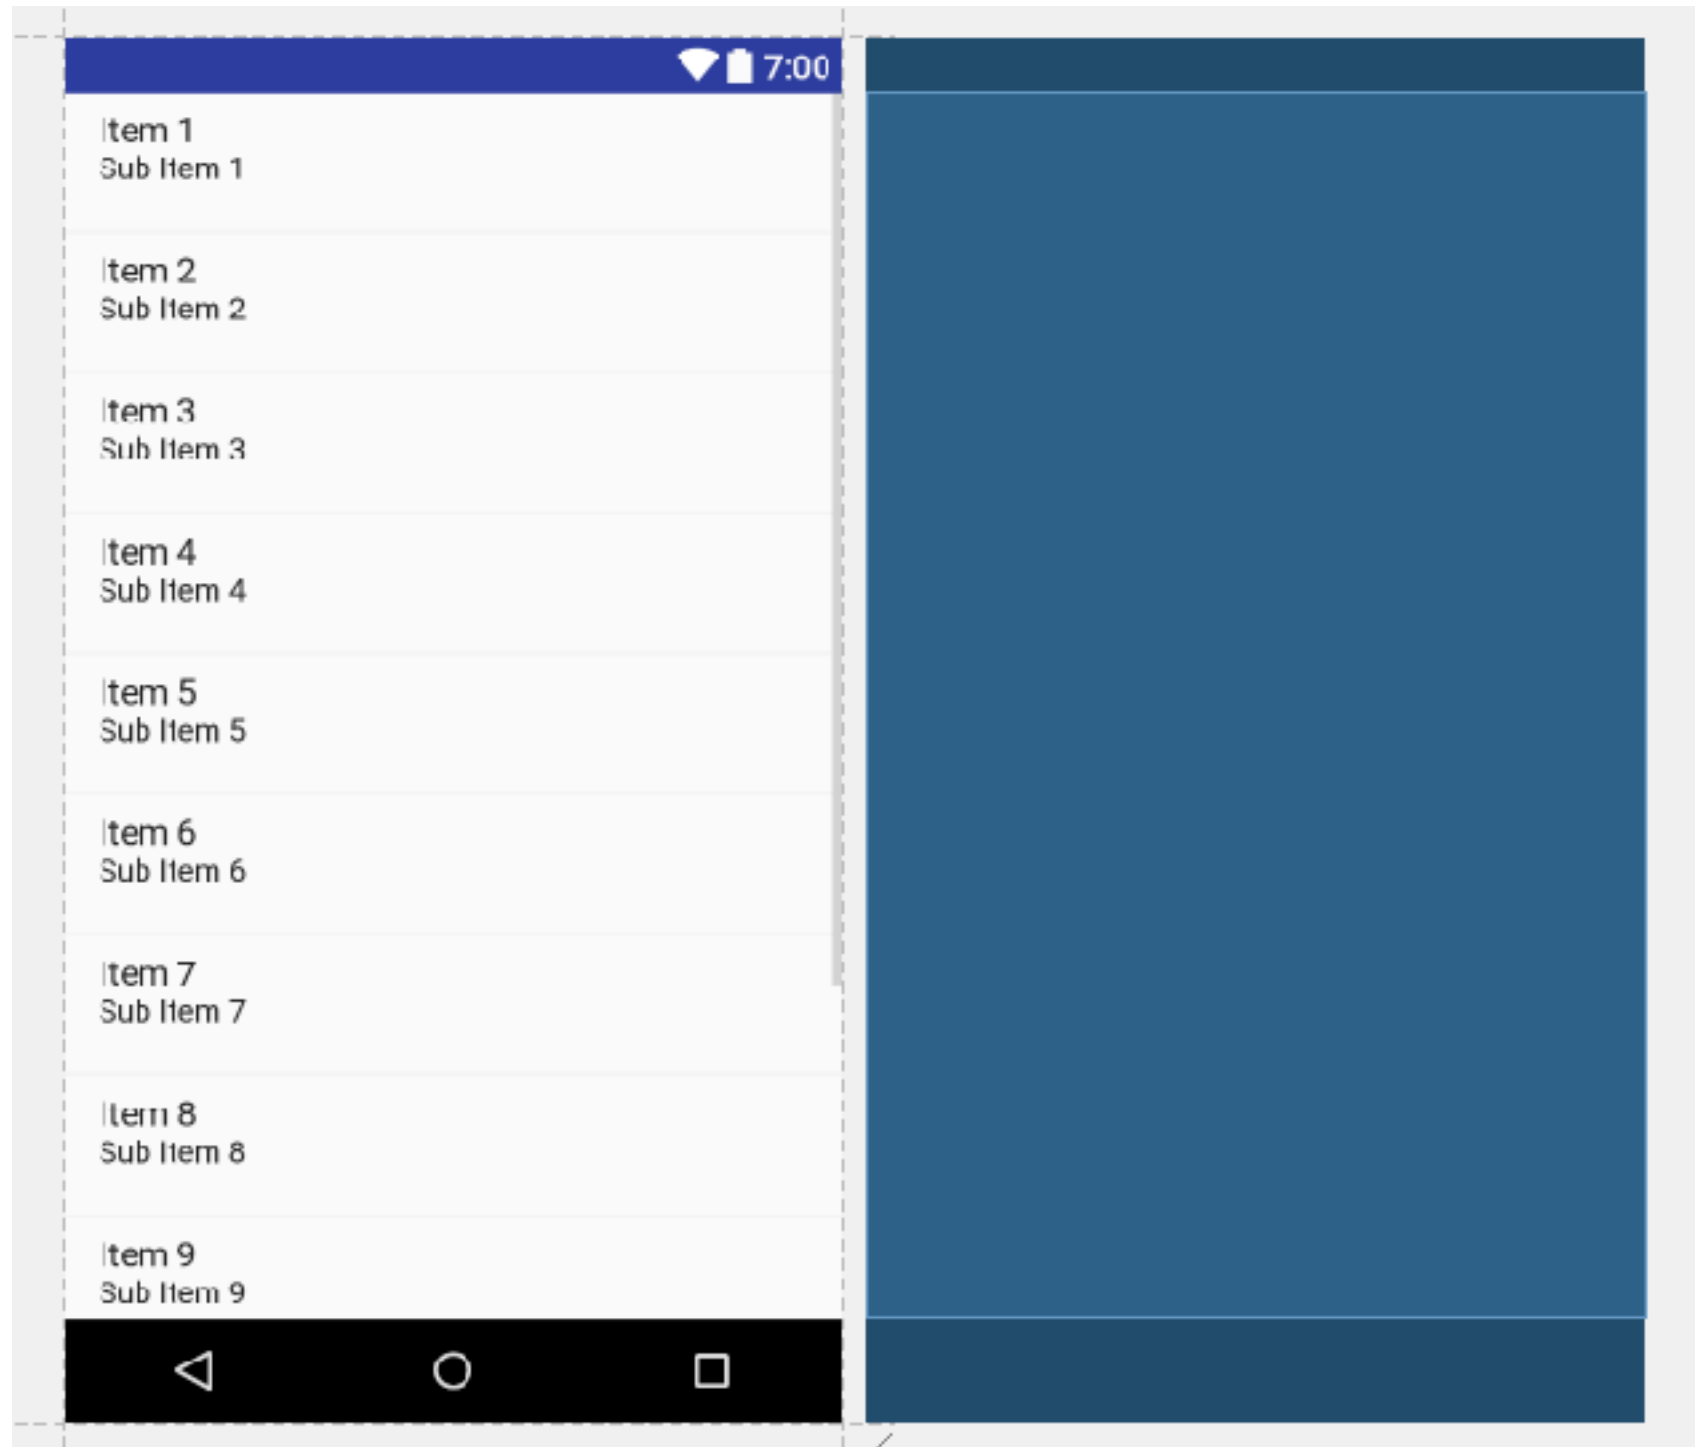 7:00
Item 1
Sub Item 1
Item 2
Sub Item 2
Item 3
Sub Item 3
Item 4
Sub Item 4
Item 5
Sub Item 5
Item 6
Sub Item 6
Item 7
Sub Item 7
Item 8
Sub Item 8
Item 9
Sub Item 9